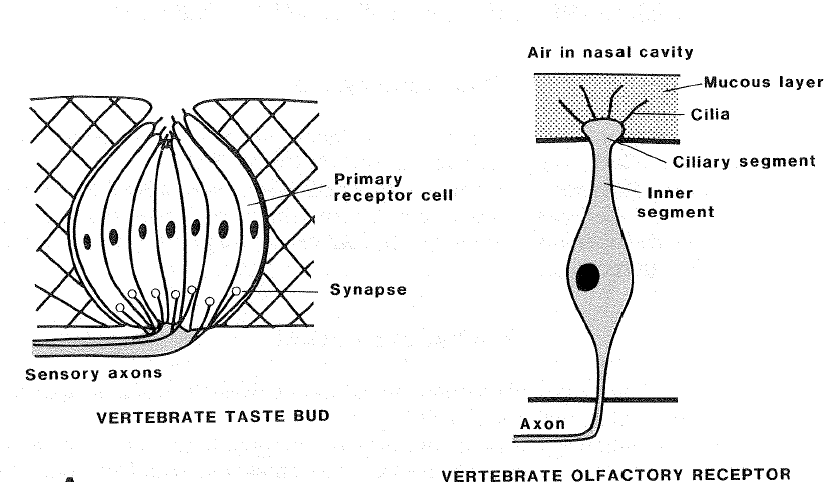 Primary
receptor cell
Synapse
Sensory axons
VERTEBRATE TASTE BUD
Air in nasal cavity
Mucous layer
Cilia
Ciliary segment
Inner
segment
Axon
VERTEBRATE OLFACTORY RECEPTOR